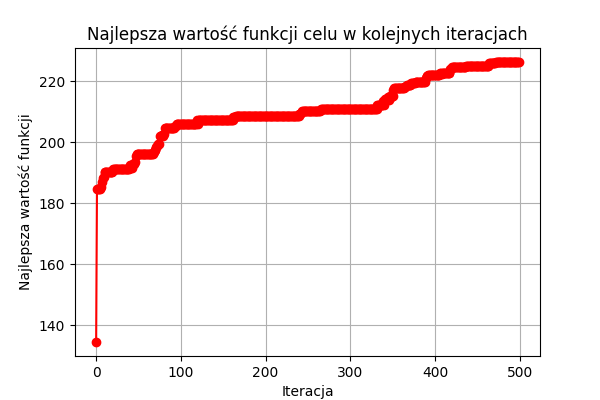 Najlepsza wartość funkcji celu w kolejnych iteracjach
Najlepsza wartość funkcji
220
200
180
160
140
0 100 200 300 400 500
Iteracja